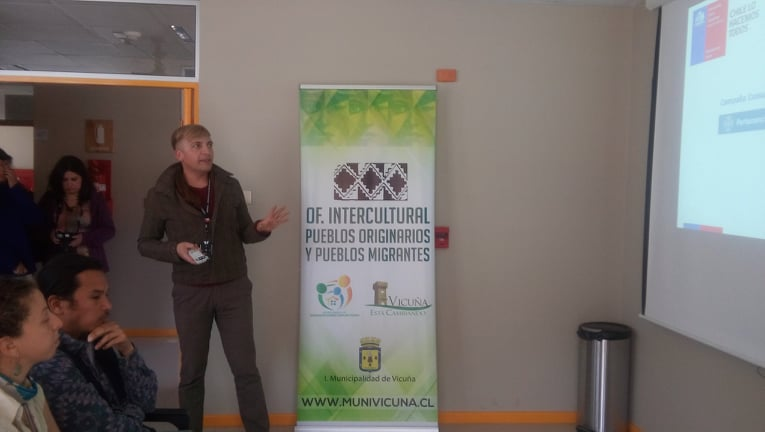 OF. INTERCULTURAL
PUEBLOS ORIGINARIOS
Y PUEBLOS MIGRANTES
VICUÑA
ESTÁ CAMBIANDO
I. Municipalidad de Vicuña
WWW.MUNIVICUNA.CL
CHILE LO
HACEMOS
TODOS
Campaña